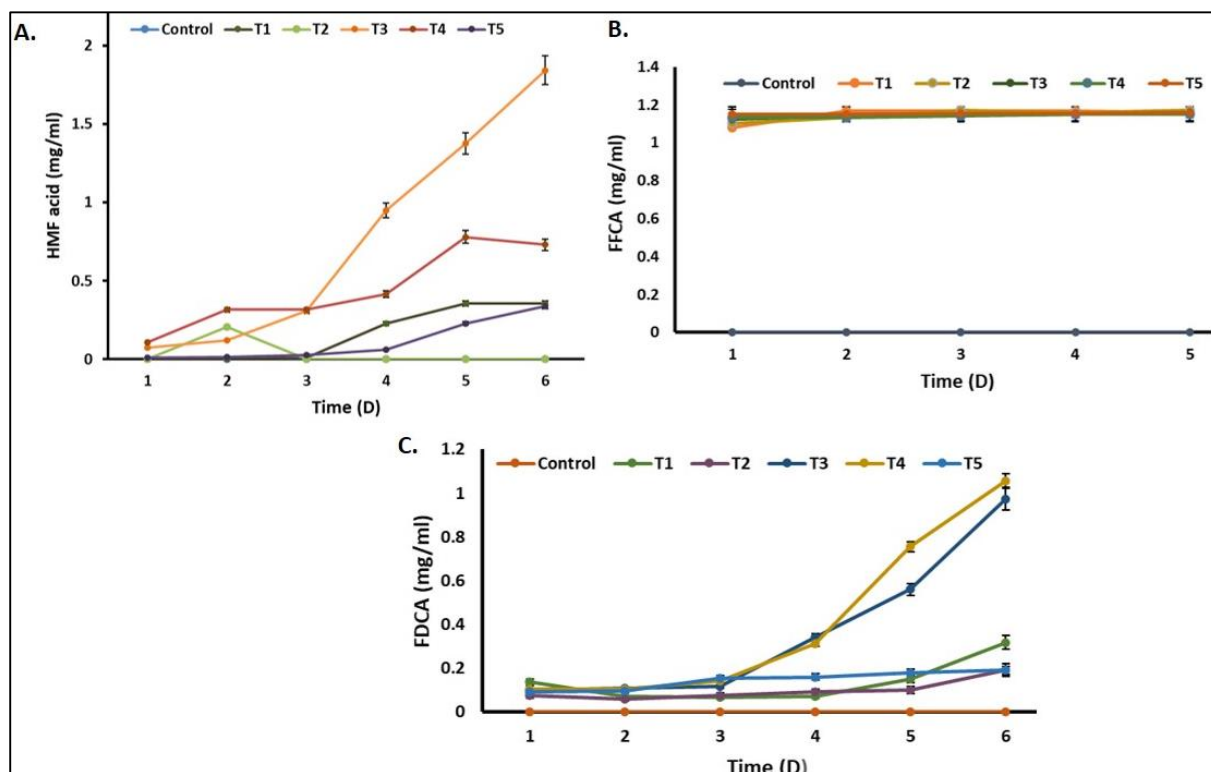 A.
Control T1 T2 T3 T4 T5
2
1.5
1
0.5
0
HMF acid (mg/ml)
1 2 3 4 5 6
Time (D)
B.
1.4
Control T1 T2 T3 T4 T5
1.2
1
0.8
0.6
0.4
0.2
0
FFCA (mg/ml)
1 2 3 4 5
Time (D)
C.
1.2
Control T1 T2 T3 T4 T5
1
0.8
0.6
0.4
0.2
0
FDCA (mg/ml)
1 2 3 4 5 6
Time (D)